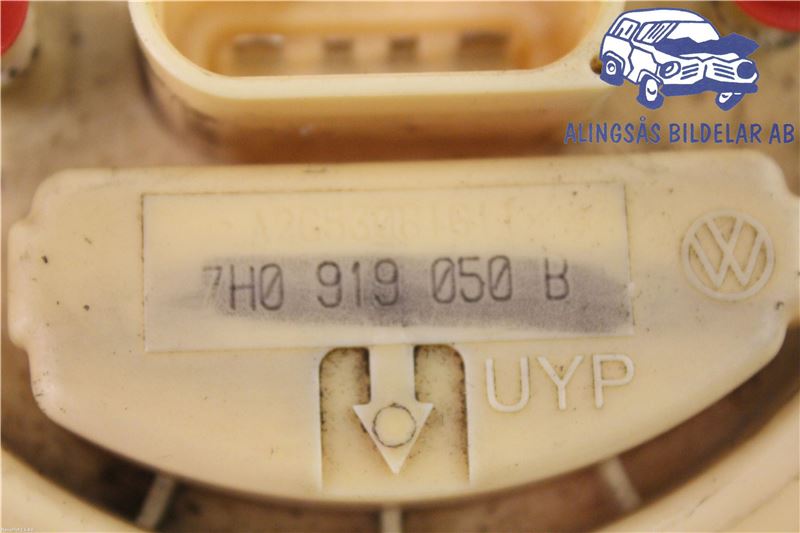 ALINGSÅS BILDELAR AB
7H0 919 050 B
UYP